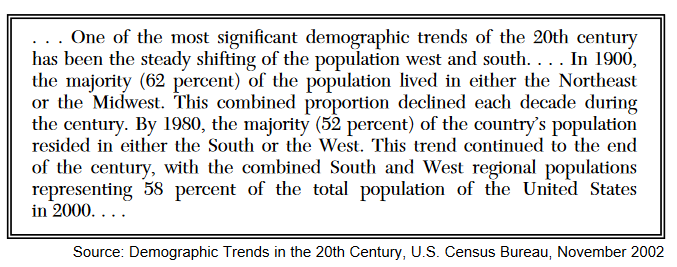 . . . One of the most significant demographic trends of the 20th century
has been the steady shifting of the population west and south. . . . In 1900,
the majority (62 percent) of the population lived in either the Northeast
or the Midwest. This combined proportion declined each decade during
the century. By 1980, the majority (52 percent) of the country's population
resided in either the South or the West. This trend continued to the end
of the century, with the combined South and West regional populations
representing 58 percent of the total population of the United States
in 2000. . . .
Source: Demographic Trends in the 20th Century, U.S. Census Bureau, November 2002